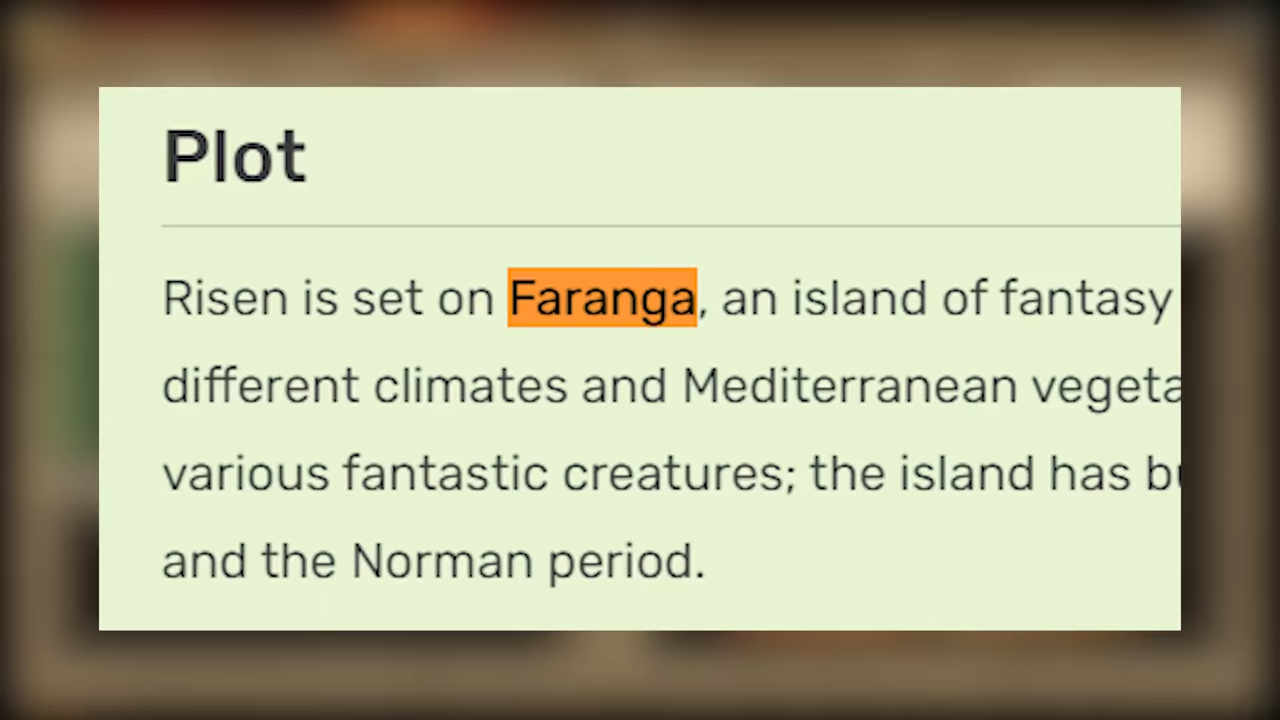 Plot
Risen is set on Faranga, an island of fantasy
different climates and Mediterranean
various fantastic creatures; the island has
and the Norman period.